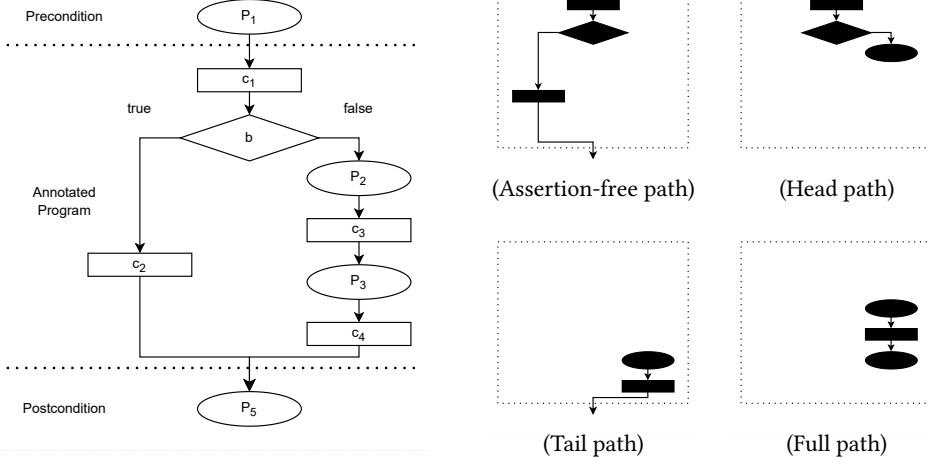 Precondition
P1
c1
true
false
b
P2
Annotated
Program
c3
c2
P3
c4
Postcondition
P5
(Assertion-free path)
(Head path)
(Tail path)
(Full path)